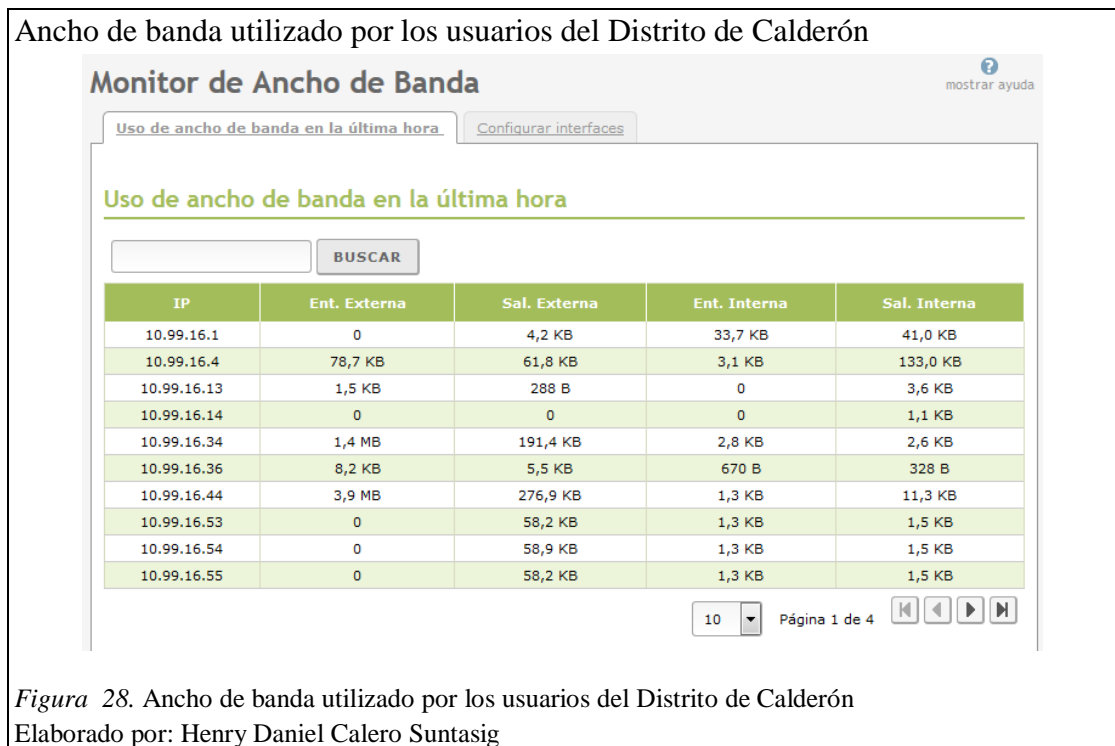 Ancho de banda utilizado por los usuarios del Distrito de Calderón
Monitor de Ancho de Banda
mostrar ayuda
Uso de ancho de banda en la última hora Configurar interfaces
Uso de ancho de banda en la última hora
BUSCAR
IP Ent. Externa Sal. Externa Ent. Interna Sal. Interna
10.99.16.1 0 4,2 KB 33,7 KB 41,0 KB
10.99.16.4 78,7 KB 61,8 KB 3,1 KB 133,0 KB
10.99.16.13 1,5 KB 288 B 0 3,6 KB
10.99.16.14 0 0 0 1,1 KB
10.99.16.34 1,4 MB 191,4 KB 2,8 KB 2,6 KB
10.99.16.36 8,2 KB 5,5 KB 670 B 328 B
10.99.16.44 3,9 MB 276,9 KB 1,3 KB 11,3 KB
10.99.16.53 0 58,2 KB 1,3 KB 1,5 KB
10.99.16.54 0 58,9 KB 1,3 KB 1,5 KB
10.99.16.55 0 58,2 KB 1,3 KB 1,5 KB
10 Página 1 de 4
Figura 28. Ancho de banda utilizado por los usuarios del Distrito de Calderón
Elaborado por: Henry Daniel Calero Suntasig